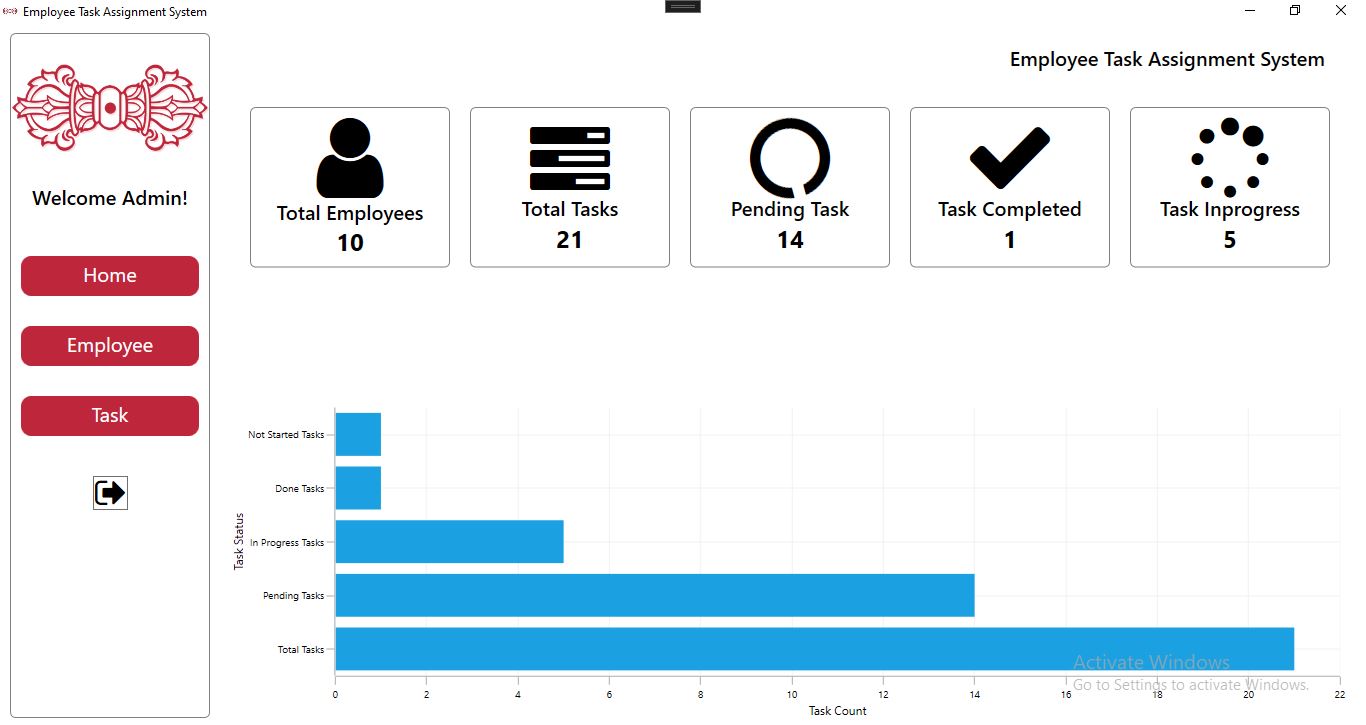 Employee Task Assignment System
Employee Task Assignment System
Welcome Admin!
Home
Employee
Task
Total Employees
10
Total Tasks
21
Pending Task
14
Task Completed
1
Task Inprogress
5
Task Status
Not Started Tasks
Done Tasks
In Progress Tasks
Pending Tasks
Total Tasks
0 2 4 6 8 10 12 14 16 18 20 22
Task Count
Activate Windows
Go to Settings to activate Windows.